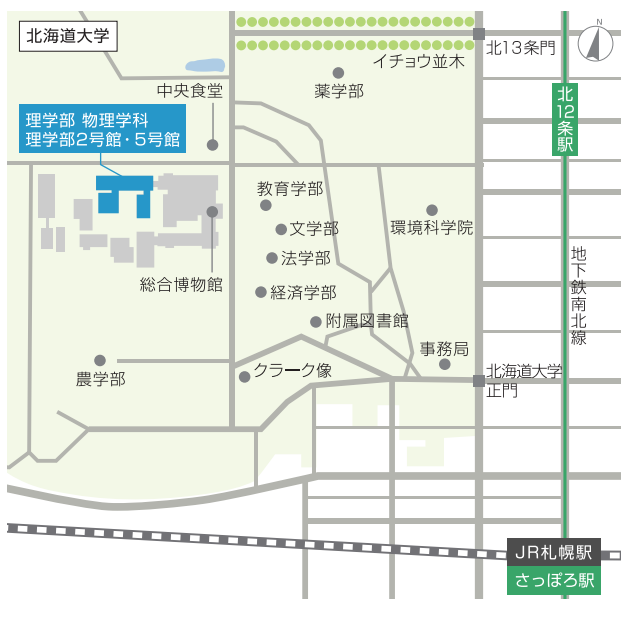 北海道大学
N
北13条門
イチョウ並木
薬学部
中央食堂
北12条駅
理学部 物理学科
理学部2号館・5号館
教育学部
文学部
環境科学院
法学部
総合博物館
経済学部
地下鉄南北線
附属図書館
事務局
農学部
クラーク像
北海道大学
正門
JR札幌駅
さっぽろ駅